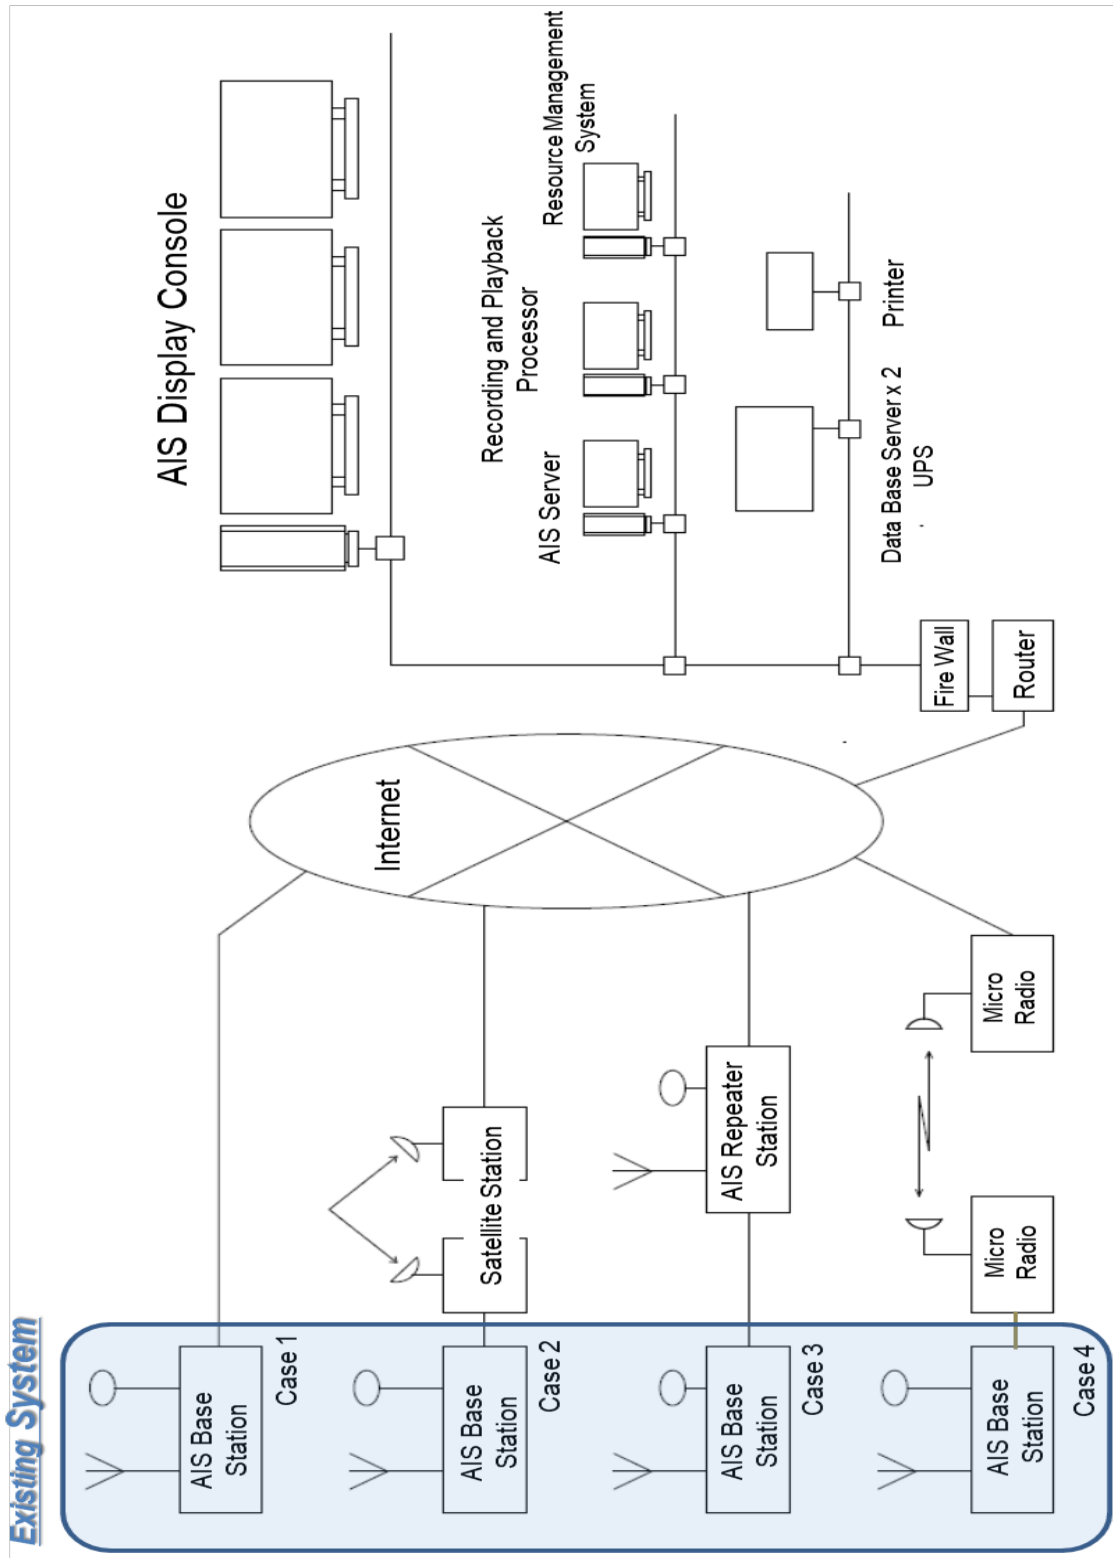 Existing System
AIS Base
Station
Case 1
AIS Base
Station
Case 2
AIS Base
Station
Case 3
AIS Base
Station
Case 4
Satellite Station
AIS Repeater
Station
Micro
Radio
Micro
Radio
Internet
Fire Wall
Router
AIS Display Console
AIS Server
Recording and Playback
Processor
Resource Management
System
Data Base Server x 2
UPS
Printer